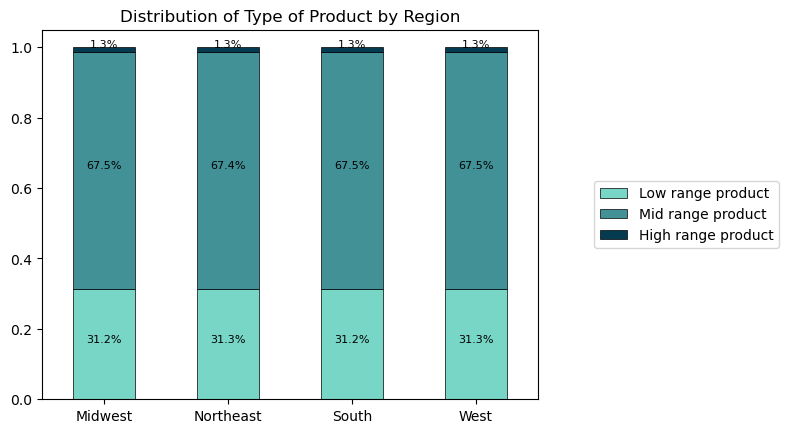 Distribution of Type of Product by Region
1.0
0.8
0.6
0.4
0.2
0.0
1.3% 1.3% 1.3% 1.3%
67.5% 67.4% 67.5% 67.5%
31.2% 31.3% 31.2% 31.3%
Midwest Northeast South West
Low range product
Mid range product
High range product